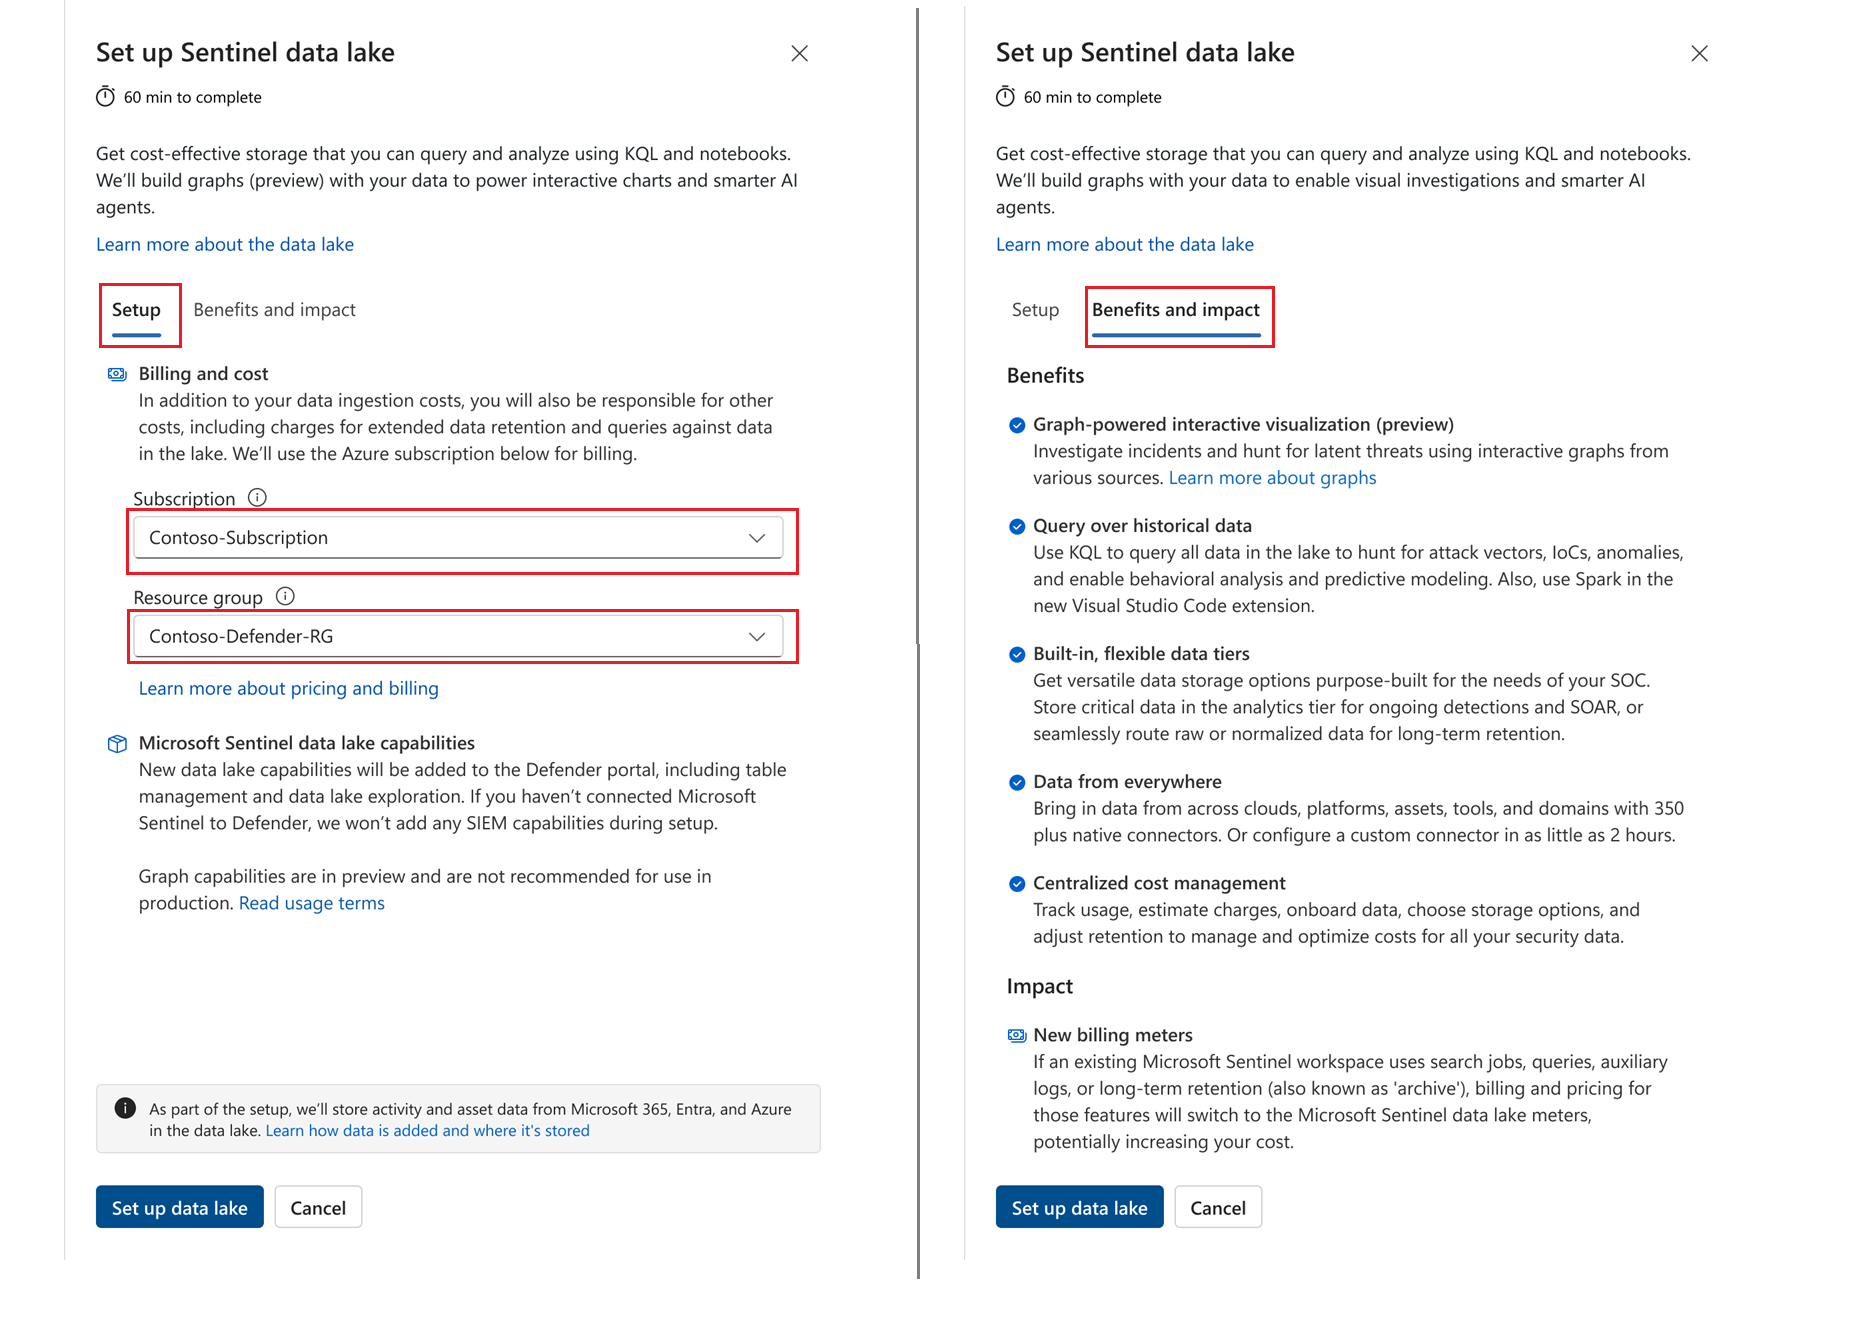 Set up Sentinel data lake
60 min to complete
Get cost-effective storage that you can query and analyze using KQL and notebooks.
We'll build graphs (preview) with your data to power interactive charts and smarter AI
agents.
Learn more about the data lake
Setup
Benefits and impact
Billing and cost
In addition to your data ingestion costs, you will also be responsible for other
costs, including charges for extended data retention and queries against data
in the lake. We'll use the Azure subscription below for billing.
Subscription
Contoso-Subscription
Resource group
Contoso-Defender-RG
Learn more about pricing and billing
Microsoft Sentinel data lake capabilities
New data lake capabilities will be added to the Defender portal, including table
management and data lake exploration. If you haven't connected Microsoft
Sentinel to Defender, we won't add any SIEM capabilities during setup.
Graph capabilities are in preview and are not recommended for use in
production. Read usage terms
As part of the setup, we'll store activity and asset data from Microsoft 365, Entra, and Azure
in the data lake. Learn how data is added and where it's stored
Set up data lake
Cancel
Set up Sentinel data lake
60 min to complete
Get cost-effective storage that you can query and analyze using KQL and notebooks.
We'll build graphs with your data to enable visual investigations and smarter AI
agents.
Learn more about the data lake
Setup
Benefits and impact
Benefits
Graph-powered interactive visualization (preview)
Investigate incidents and hunt for latent threats using interactive graphs from
various sources. Learn more about graphs
Query over historical data
Use KQL to query all data in the lake to hunt for attack vectors, IoCs, anomalies,
and enable behavioral analysis and predictive modeling. Also, use Spark in the
new Visual Studio Code extension.
Built-in, flexible data tiers
Get versatile data storage options purpose-built for the needs of your SOC.
Store critical data in the analytics tier for ongoing detections and SOAR, or
seamlessly route raw or normalized data for long-term retention.
Data from everywhere
Bring in data from across clouds, platforms, assets, tools, and domains with 350
plus native connectors. Or configure a custom connector in as little as 2 hours.
Centralized cost management
Track usage, estimate charges, onboard data, choose storage options, and
adjust retention to manage and optimize costs for all your security data.
Impact
New billing meters
If an existing Microsoft Sentinel workspace uses search jobs, queries, auxiliary
logs, or long-term retention (also known as 'archive'), billing and pricing for
those features will switch to the Microsoft Sentinel data lake meters,
potentially increasing your cost.
Set up data lake
Cancel